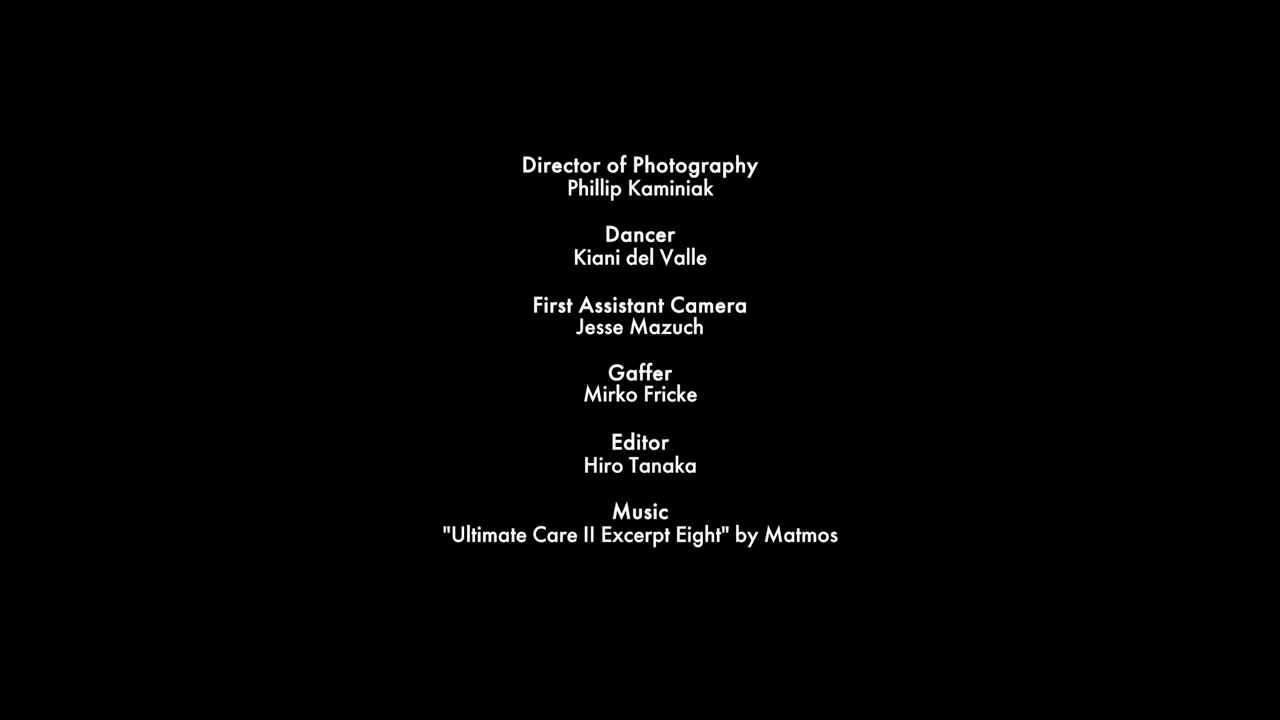 Director of Photography
Phillip Kaminiak
Dancer
Kiani del Valle
First Assistant Camera
Jesse Mazuch
Gaffer
Mirko Fricke
Editor
Hiro Tanaka
Music
"Ultimate Care II Excerpt Eight" by Matmos